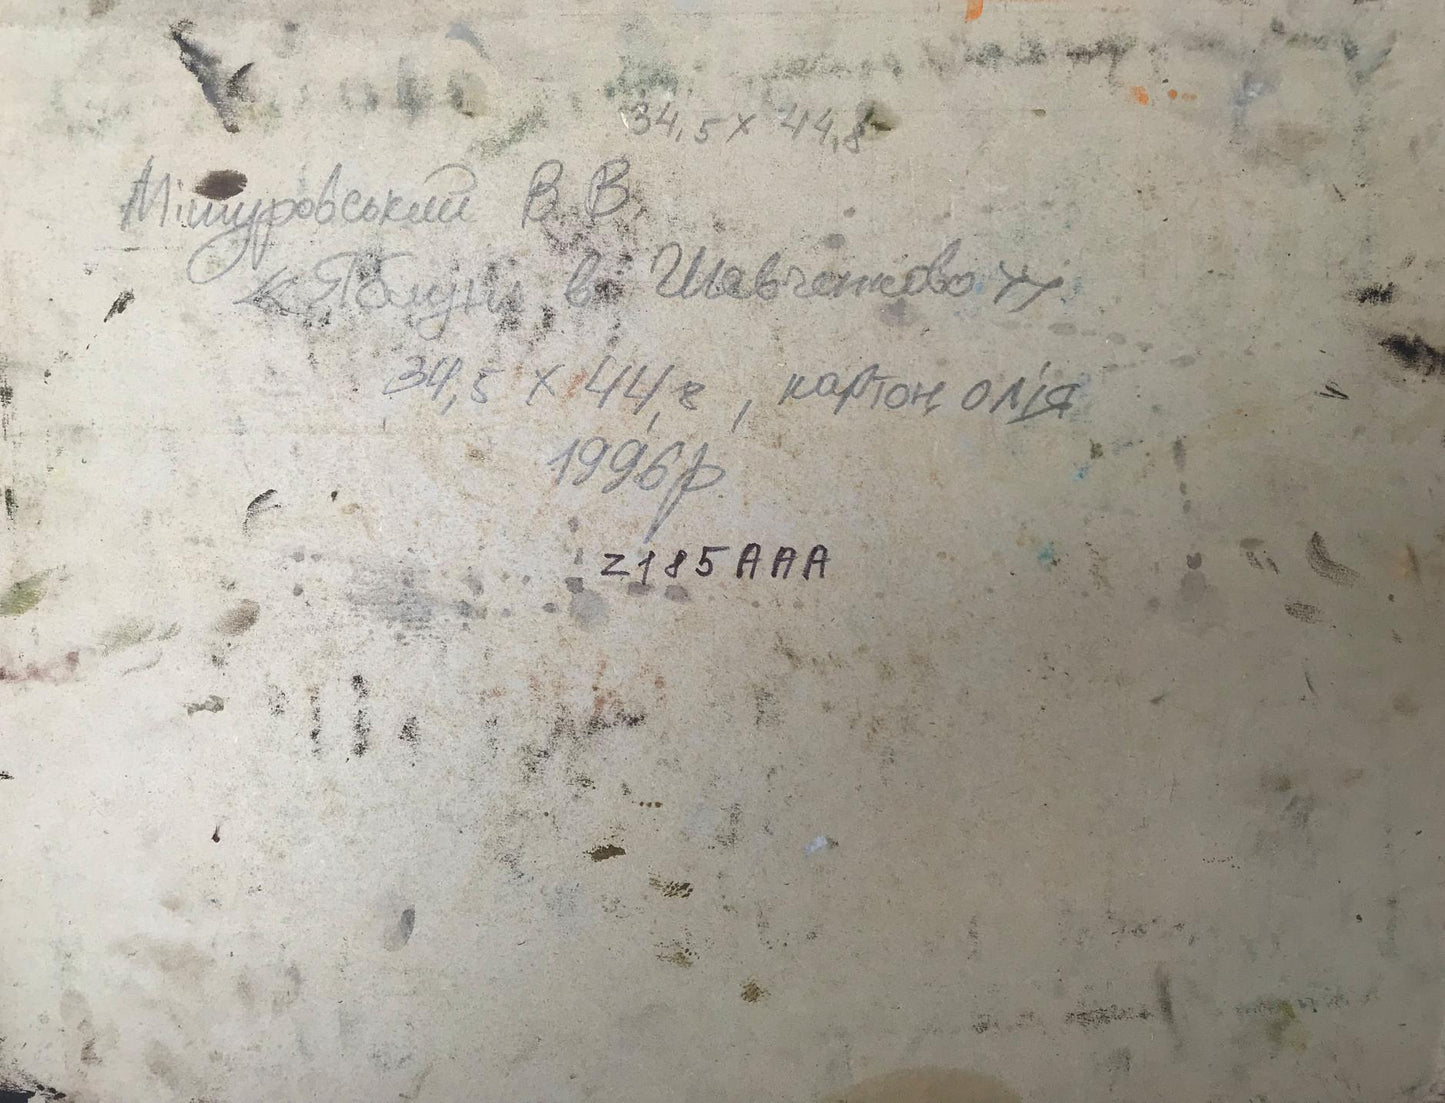 34,5 х 44,8
Мішуровський В. В.
« Яблуні в Шевченково »
34,5 х 44,8, картон, олія
1996р
Z185AAA